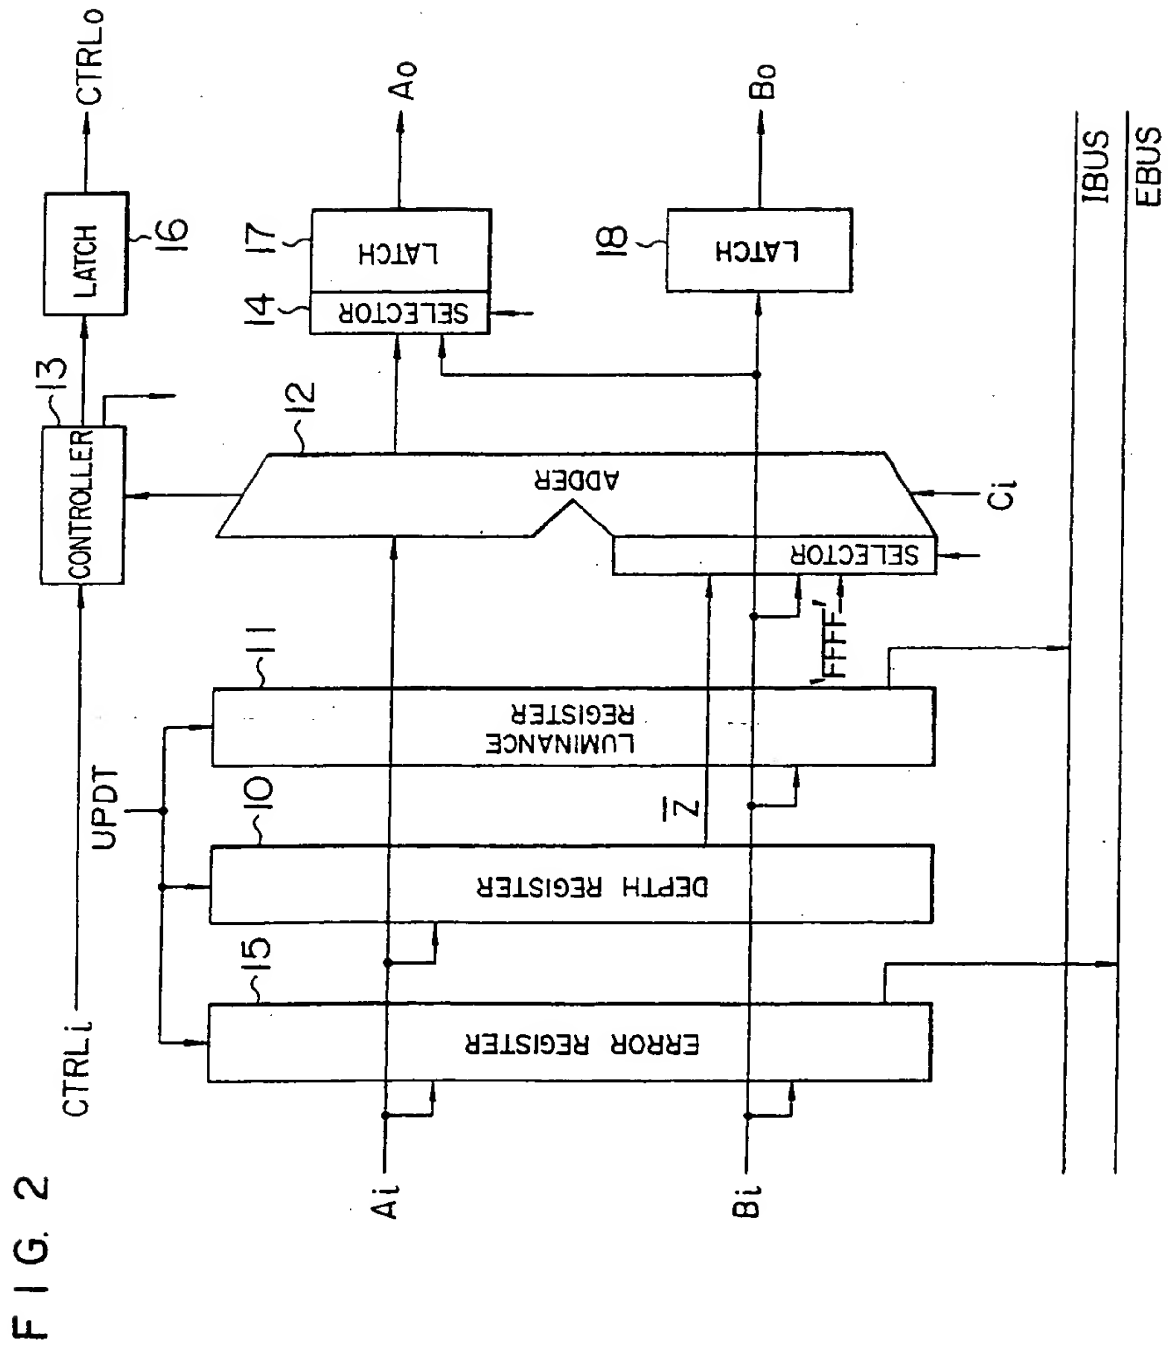 FIG. 2
CTRLi
UPDT
CONTROLLER
13
LATCH
16
CTRLo
15
10
11
12
14
17
Ai
ERROR REGISTER
DEPTH REGISTER
LUMINANCE
REGISTER
ADDER
SELECTOR
LATCH
Ao
Z̅
'F̅F̅F̅F̅'
SELECTOR
Ci
Bi
18
LATCH
Bo
IBUS
EBUS